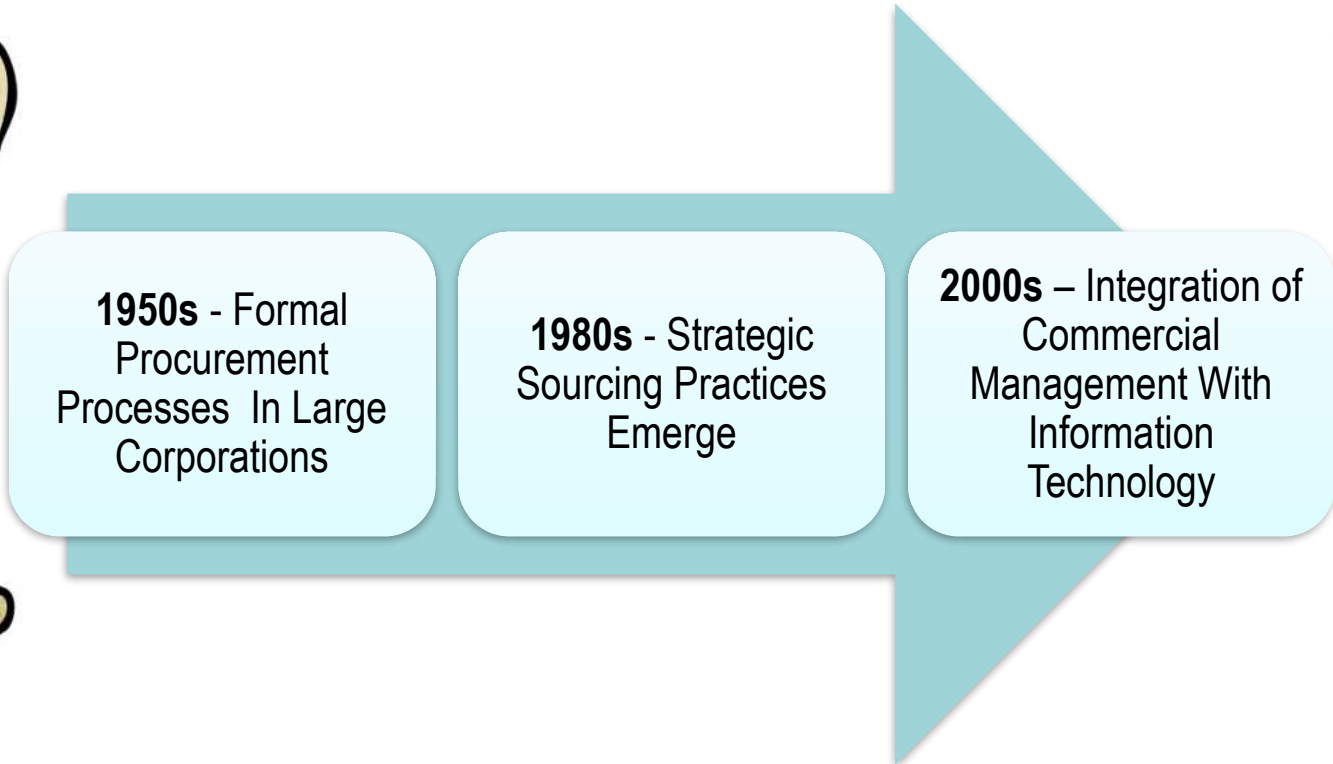 1950s - Formal
Procurement
Processes  In Large
Corporations
1980s - Strategic
Sourcing Practices
Emerge
2000s – Integration of
Commercial
Management With
Information
Technology